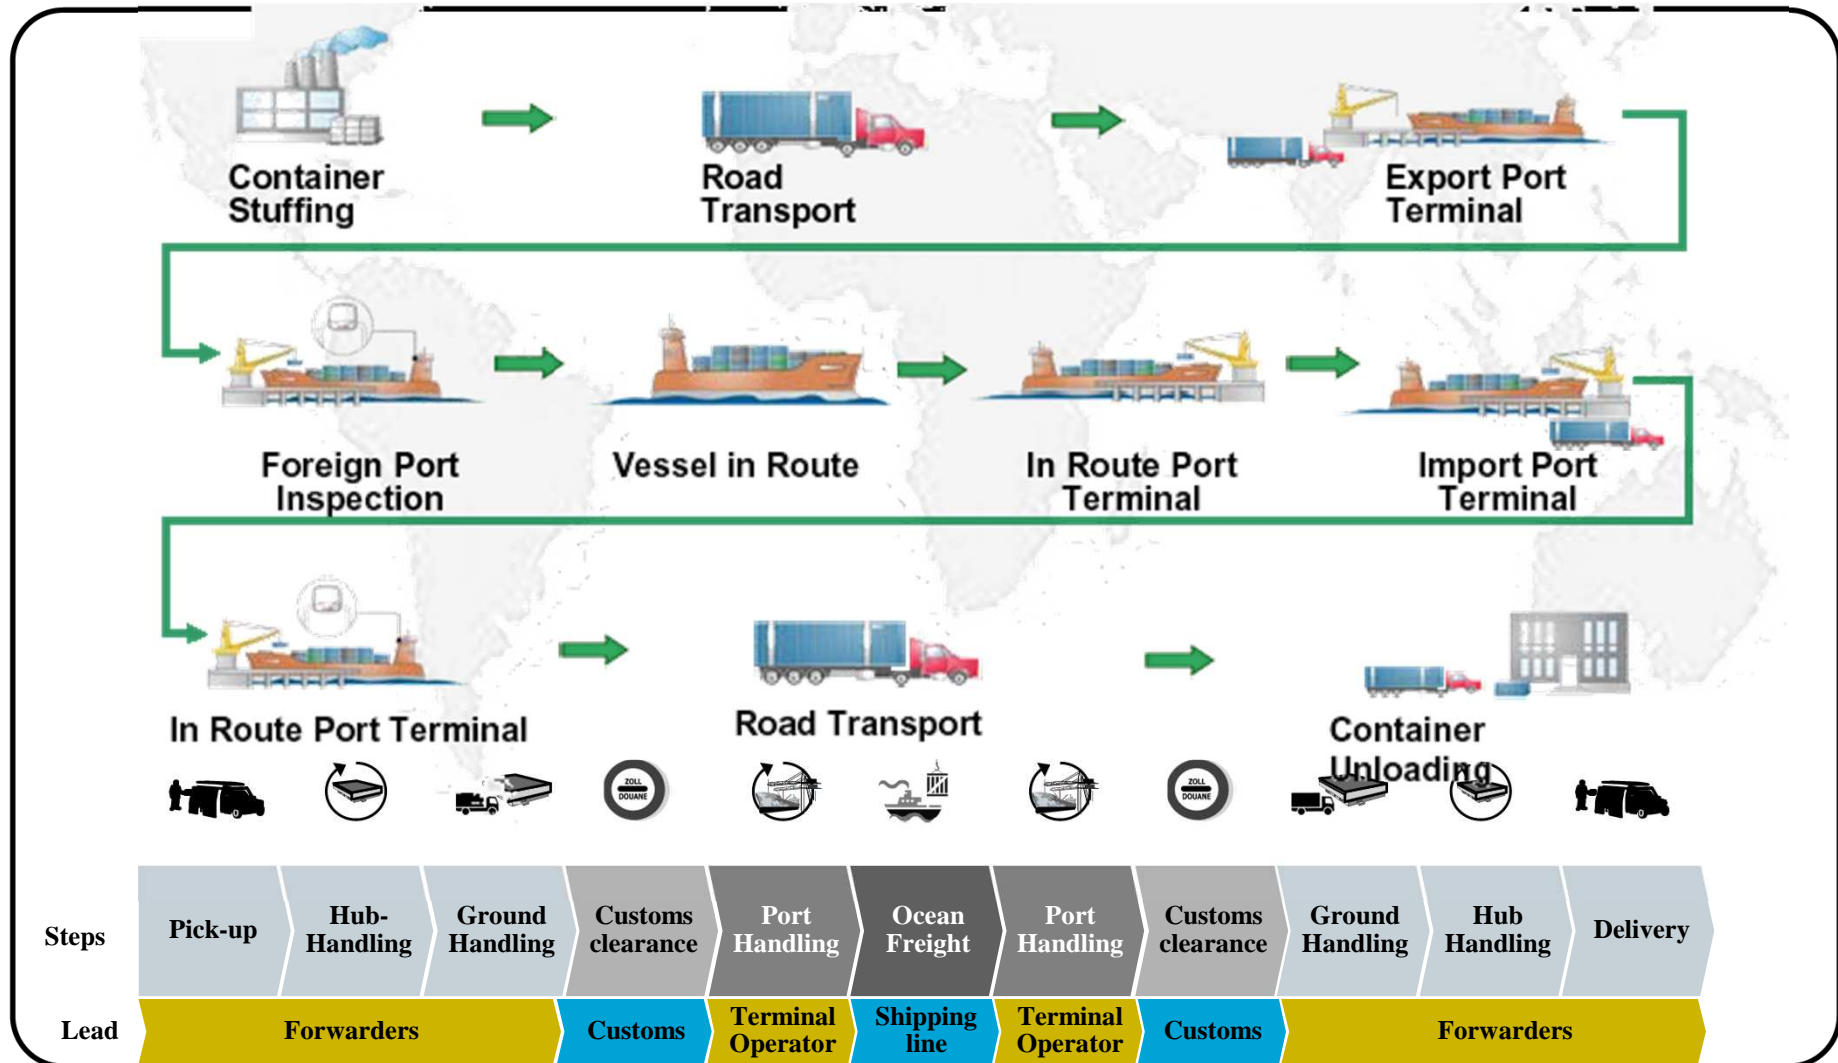 Container
Stuffing
Road
Transport
Export Port
Terminal
Foreign Port
Inspection
Vessel in Route
In Route Port
Terminal
Import Port
Terminal
In Route Port Terminal
Road Transport
Container
Unloading
ZOLL
DOUANE
ZOLL
DOUANE
Steps
Pick-up
Hub-
Handling
Ground
Handling
Customs
clearance
Port
Handling
Ocean
Freight
Port
Handling
Customs
clearance
Ground
Handling
Hub
Handling
Delivery
Lead
Forwarders
Customs
Terminal
Operator
Shipping
line
Terminal
Operator
Customs
Forwarders